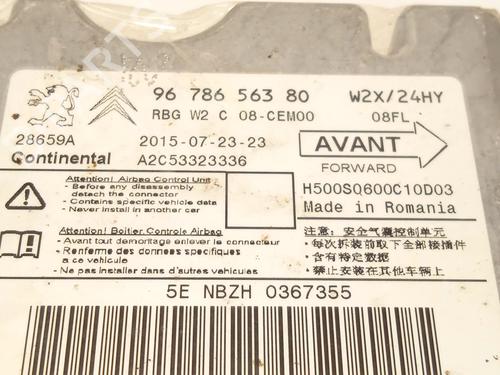 96 786 563 80 W2X/24HY
RBG W2 C 08-CEM00 08FL
28659A 2015-07-23-23
Continental A2C53323336
AVANT
FORWARD
Attention! Airbag Control Unit
- Before any disassembly
detach the connector
- Contains specific vehicle data
- Never install in another car
H500SQ600C10D03
Made in Romania
Attention! Boîtier Contrôle Airbag
- Avant tout demontage enlever le connecteur
- Renferme des données spécifiques
a ce vehicule
- Ne pas installer dans d'autres véhicules
注意: 安全气囊控制单元
• 每次拆装前取下全部接插件
• 含有特定数据
• 禁止安装在其他车辆上
5E NBZH 0367355